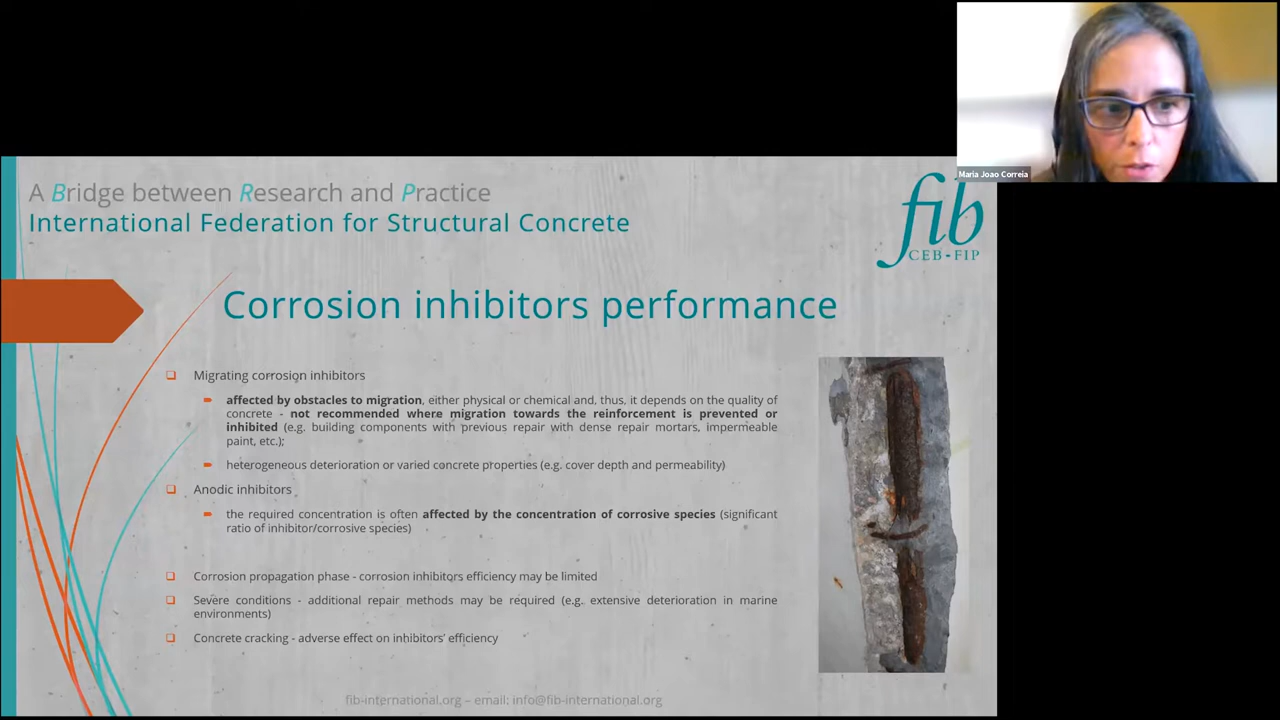 Maria Joao Correia
A Bridge between Research and Practice
International Federation for Structural Concrete
fib
CEB-FIP
Corrosion inhibitors performance
Migrating corrosion inhibitors
affected by obstacles to migration, either physical or chemical and, thus, it depends on the quality of
concrete - not recommended where migration towards the reinforcement is prevented or
inhibited (e.g. building components with previous repair with dense repair mortars, impermeable
paint, etc.);
heterogeneous deterioration or varied concrete properties (e.g. cover depth and permeability)
Anodic inhibitors
the required concentration is often affected by the concentration of corrosive species (significant
ratio of inhibitor/corrosive species)
Corrosion propagation phase - corrosion inhibitors efficiency may be limited
Severe conditions - additional repair methods may be required (e.g. extensive deterioration in marine
environments)
Concrete cracking - adverse effect on inhibitors' efficiency
fib-international.org – email: info@fib-international.org